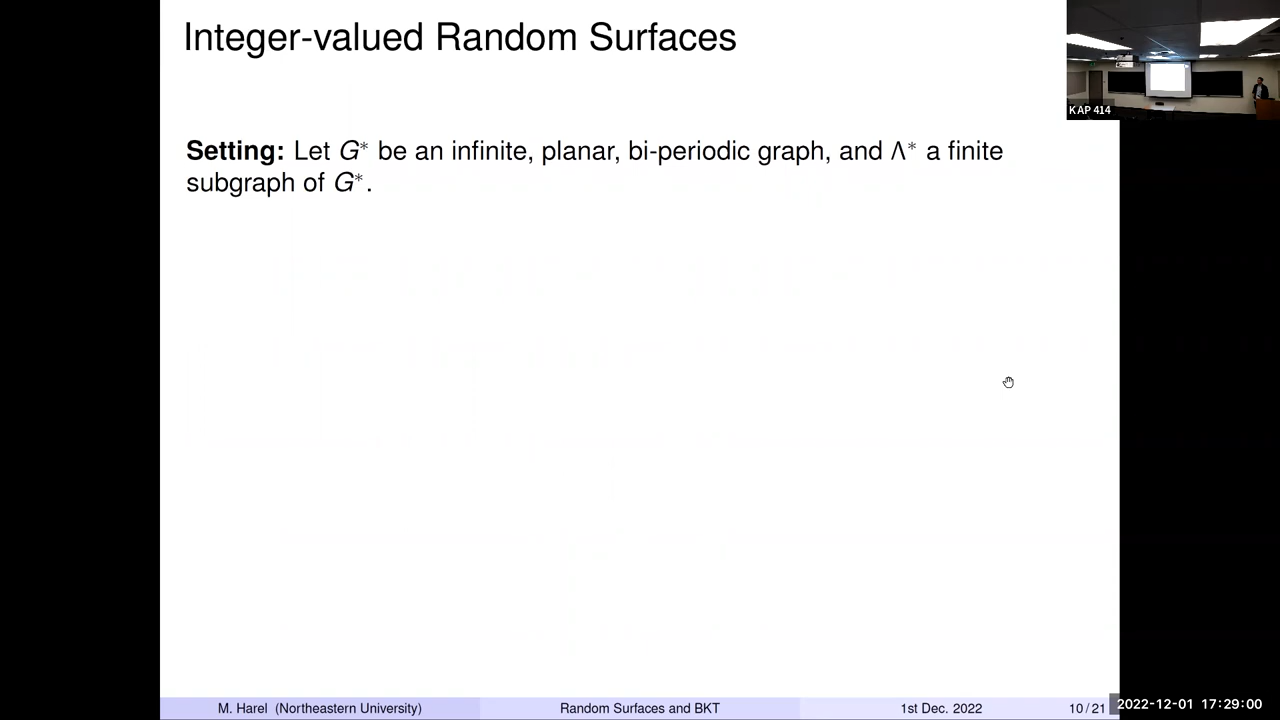 Integer-valued Random Surfaces
KAP 414
Setting: Let G* be an infinite, planar, bi-periodic graph, and Λ* a finite
subgraph of G*.
M. Harel (Northeastern University)
Random Surfaces and BKT
1st Dec. 2022
10 / 21
2022-12-01 17:29:00